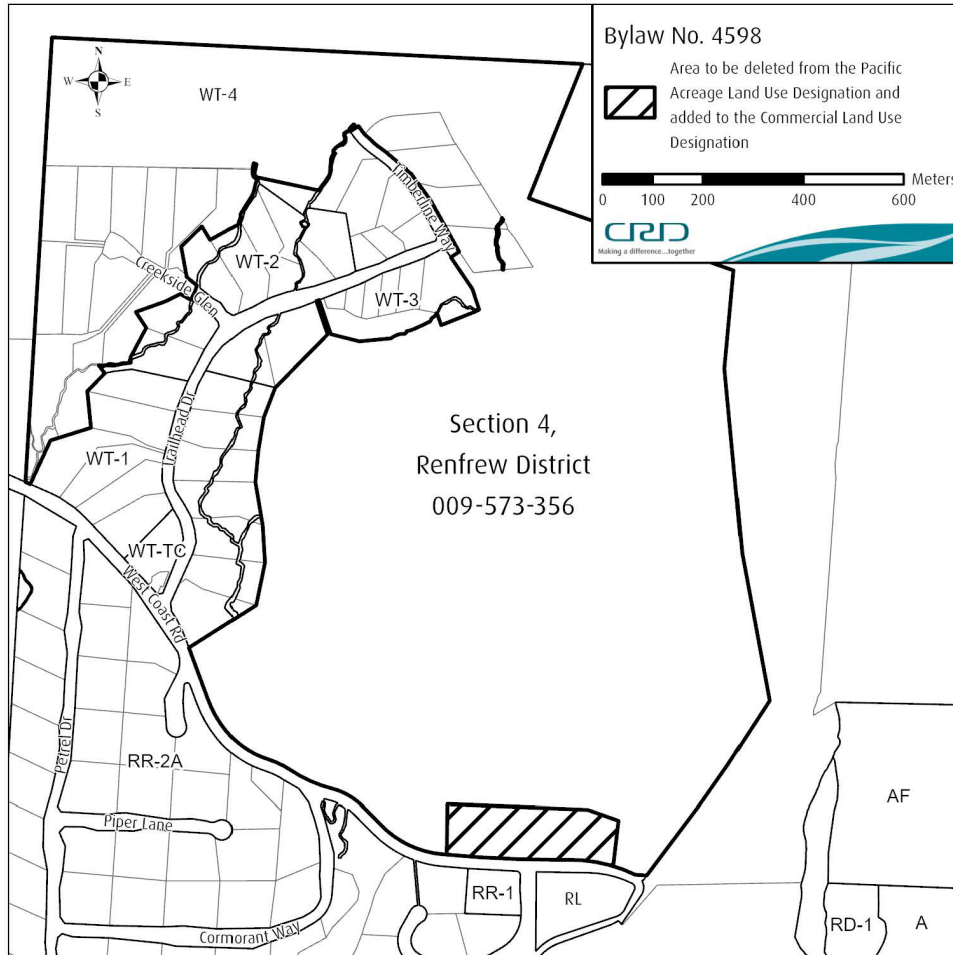 Bylaw No. 4598
Area to be deleted from the Pacific
Acreage Land Use Designation and
added to the Commercial Land Use
Designation
Meters
0 100 200 400 600
CRD
Making a difference...together
N
W E
S
WT-4
Timberline Way
WT-2
Creekside Glen
WT-3
Trailhead Dr
Section 4,
Renfrew District
009-573-356
WT-1
WT-TC
West Coast Rd
Petrel Dr
RR-2A
Piper Lane
AF
RR-1
RL
RD-1
A
Cormorant Way